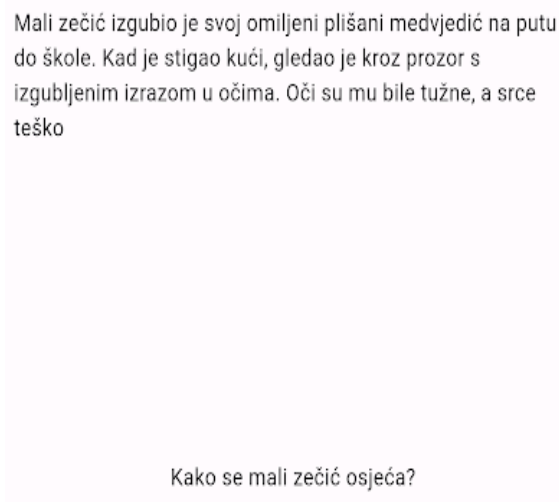 Mali zečić izgubio je svoj omiljeni plišani medvjedić na putu
do škole. Kad je stigao kući, gledao je kroz prozor s
izgubljenim izrazom u očima. Oči su mu bile tužne, a srce
teško
Kako se mali zečić osjeća?